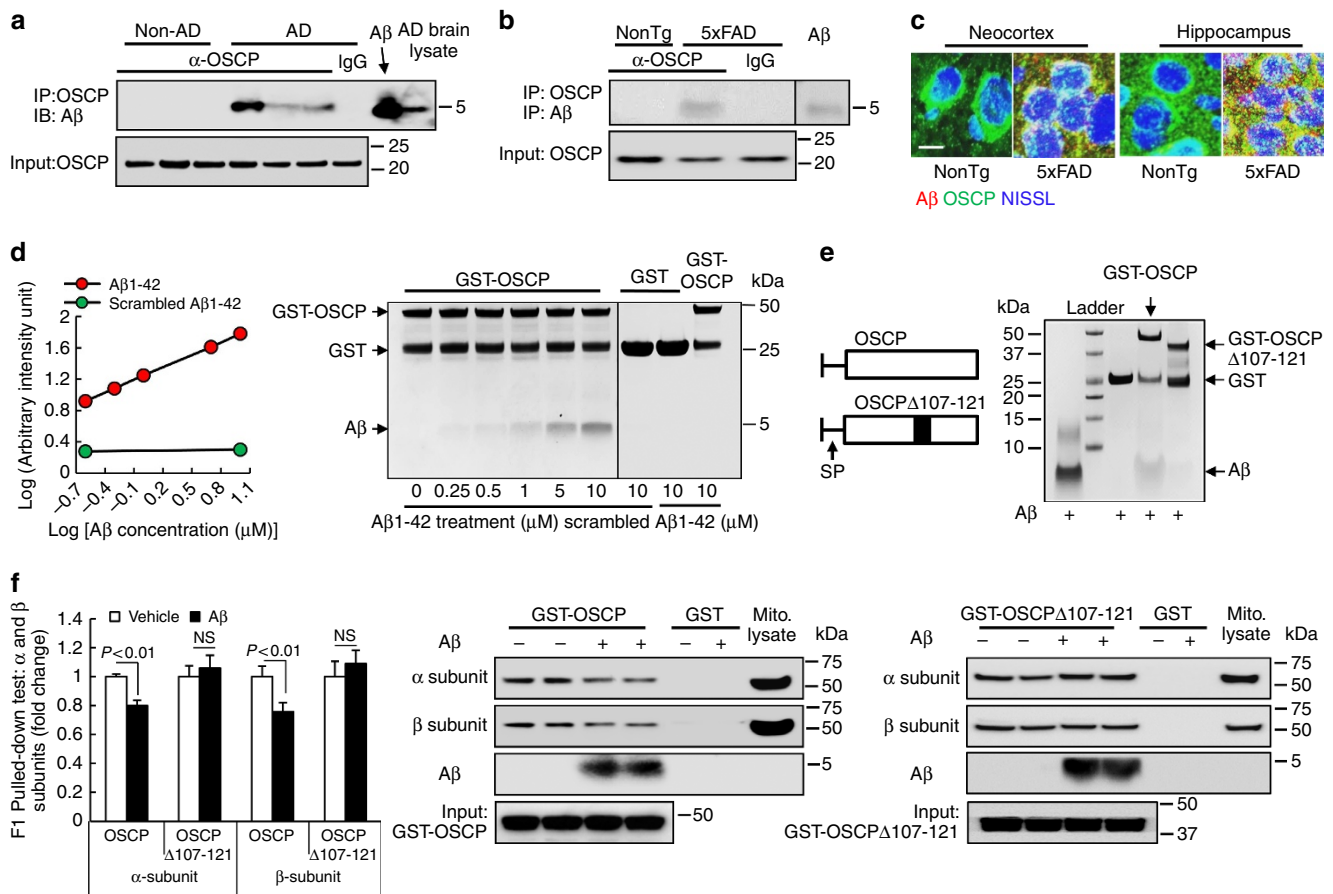 a
Non-AD AD Aβ AD brain lysate
α-OSCP IgG
IP:OSCP
IB: Aβ
5
Input:OSCP
25
20
b
NonTg 5xFAD Aβ
α-OSCP IgG
IP: OSCP
IP: Aβ
5
Input: OSCP
25
20
c
Neocortex Hippocampus
NonTg 5xFAD NonTg 5xFAD
Aβ OSCP NISSL
d
Aβ1-42
Scrambled Aβ1-42
Log (Arbitrary intensity unit)
2
1.6
1.2
0.8
0.4
0
−0.7 −0.4 −0.1 0.2 0.5 0.8 1.1
Log [Aβ concentration (μM)]
GST-OSCP GST GST-OSCP kDa
GST-OSCP
GST
Aβ
50
25
5
0 0.25 0.5 1 5 10 10 10 10
Aβ1-42 treatment (μM) scrambled Aβ1-42 (μM)
e
OSCP
OSCPΔ107-121
SP
GST-OSCP
kDa Ladder
50
37
25
20
15
10
GST-OSCP Δ107-121
GST
Aβ
Aβ + + + +
f
F1 Pulled-down test: α and β subunits (fold change)
1.4
1.2
1
0.8
0.6
0.4
0.2
0
Vehicle Aβ
P<0.01 NS P<0.01 NS
OSCP OSCP Δ107-121 OSCP OSCP Δ107-121
α-subunit β-subunit
GST-OSCP GST Mito. lysate kDa
Aβ − − + + − +
α subunit
75
50
β subunit
75
50
Aβ
5
Input: GST-OSCP
50
GST-OSCPΔ107-121 GST Mito. lysate kDa
Aβ − − + + − +
α subunit
75
50
β subunit
75
50
Aβ
5
Input: GST-OSCPΔ107-121
50
37